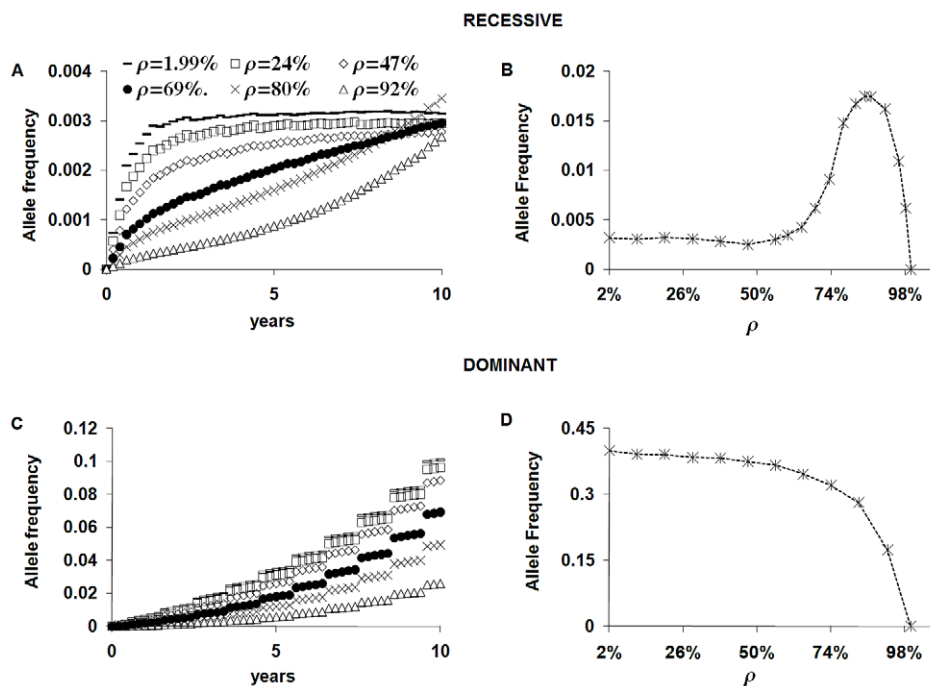 RECESSIVE
A
ρ=1.99% ρ=24% ρ=47%
ρ=69%. ρ=80% ρ=92%
Allele frequency
0.004
0.003
0.002
0.001
0
0 5 10
years
B
Allele Frequency
0.02
0.015
0.01
0.005
0
2% 26% 50% 74% 98%
ρ
DOMINANT
C
Allele frequency
0.12
0.1
0.08
0.06
0.04
0.02
0
0 5 10
years
D
Allele Frequency
0.45
0.3
0.15
0
2% 26% 50% 74% 98%
ρ